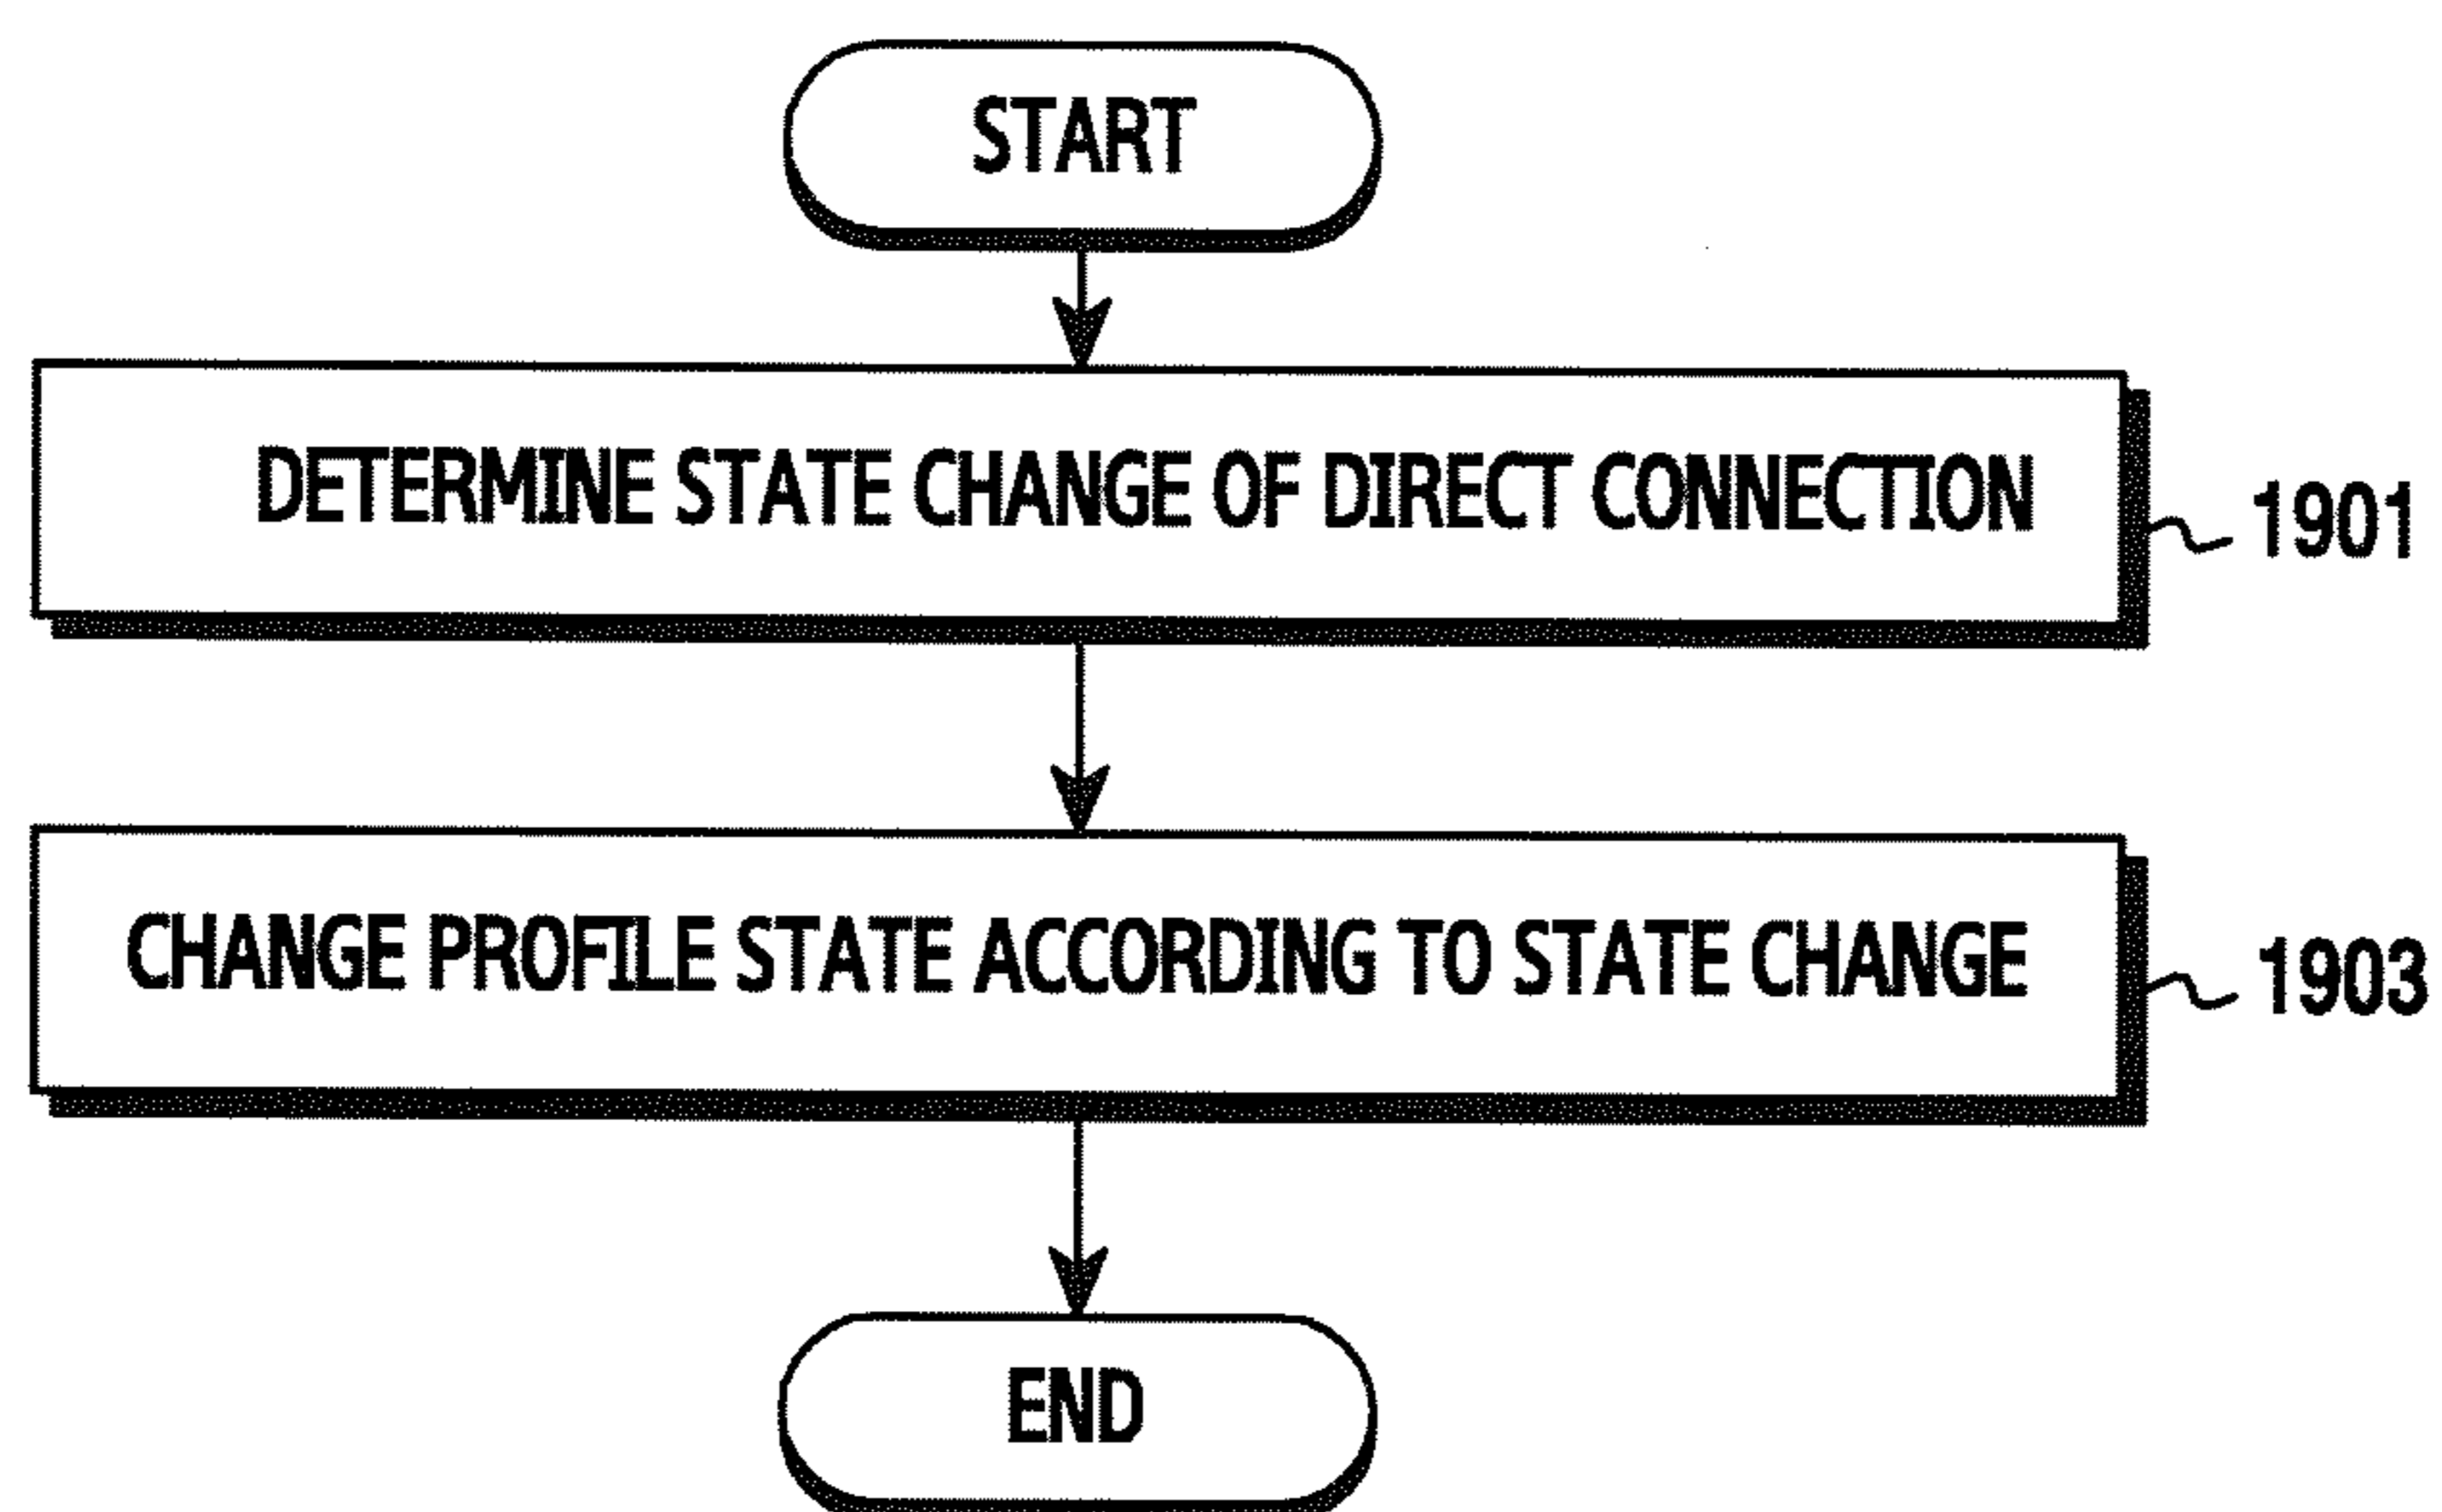 START
DETERMINE STATE CHANGE OF DIRECT CONNECTION
1901
CHANGE PROFILE STATE ACCORDING TO STATE CHANGE
1903
END